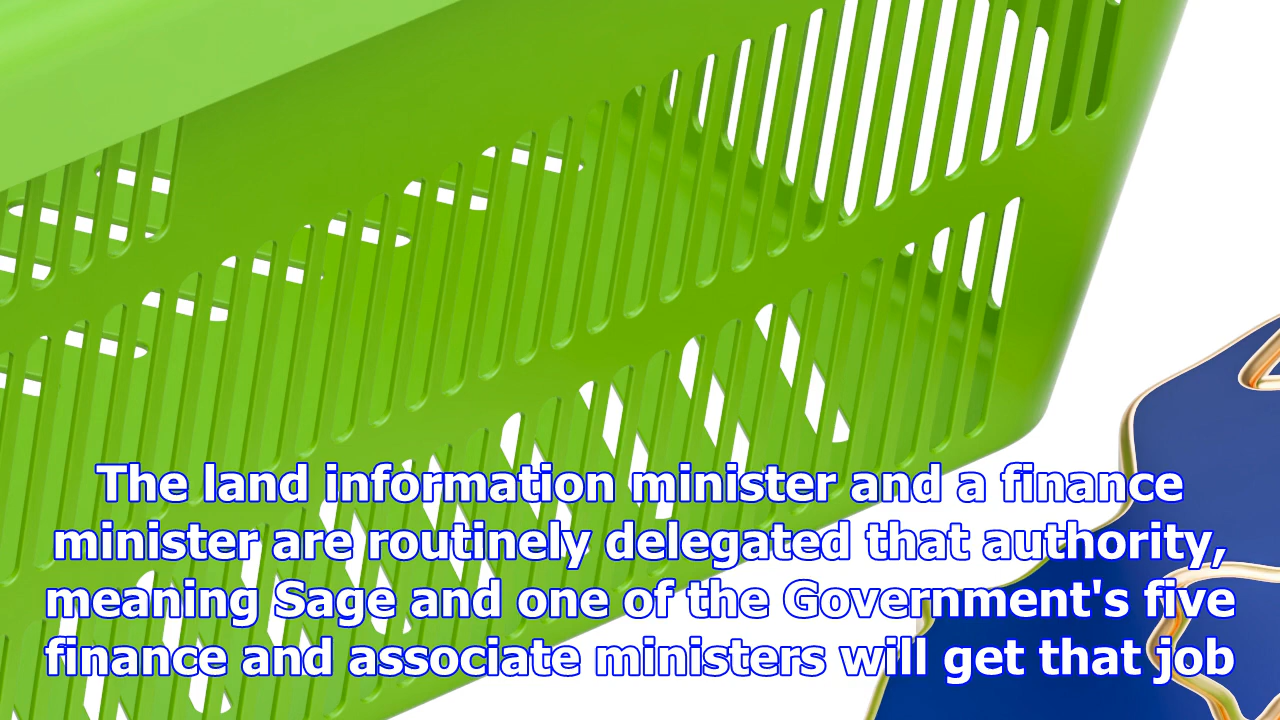 The land information minister and a finance
minister are routinely delegated that authority,
meaning Sage and one of the Government's five
finance and associate ministers will get that job